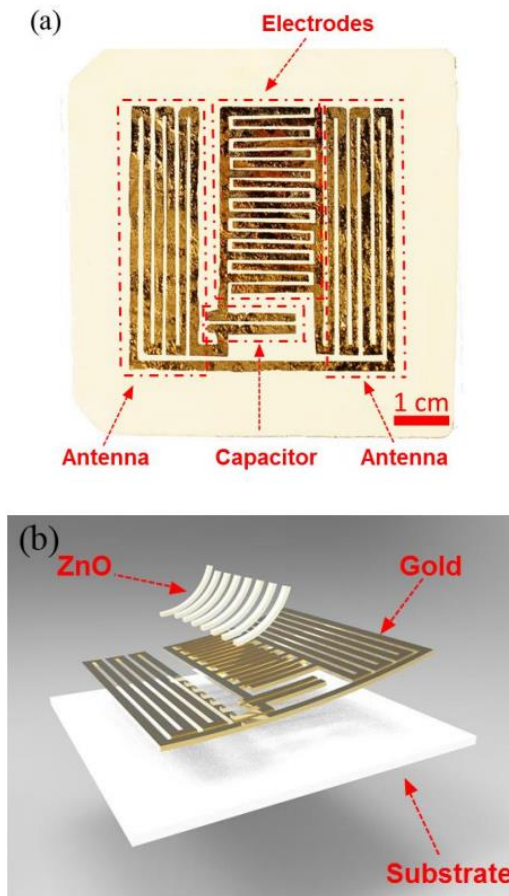 (a)
Electrodes
1 cm
Antenna
Capacitor
Antenna
(b)
ZnO
Gold
Substrate